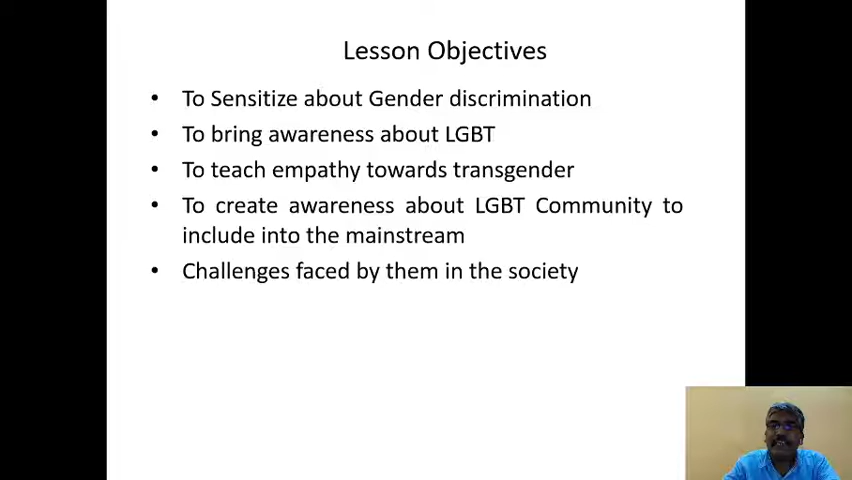 Lesson Objectives
• To Sensitize about Gender discrimination
• To bring awareness about LGBT
• To teach empathy towards transgender
• To create awareness about LGBT Community to
include into the mainstream
• Challenges faced by them in the society